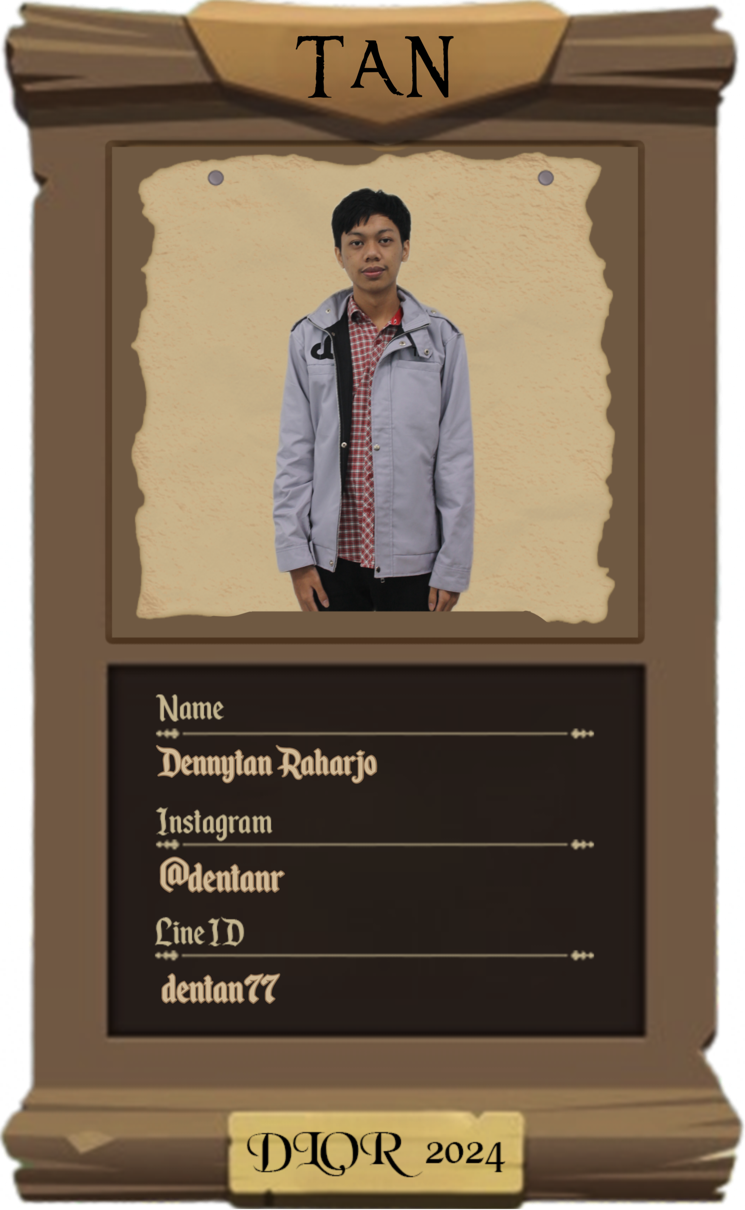 TAN
Name
Dennytan Raharjo
Instagram
@dentanr
Line ID
dentan77
DLOR 2024